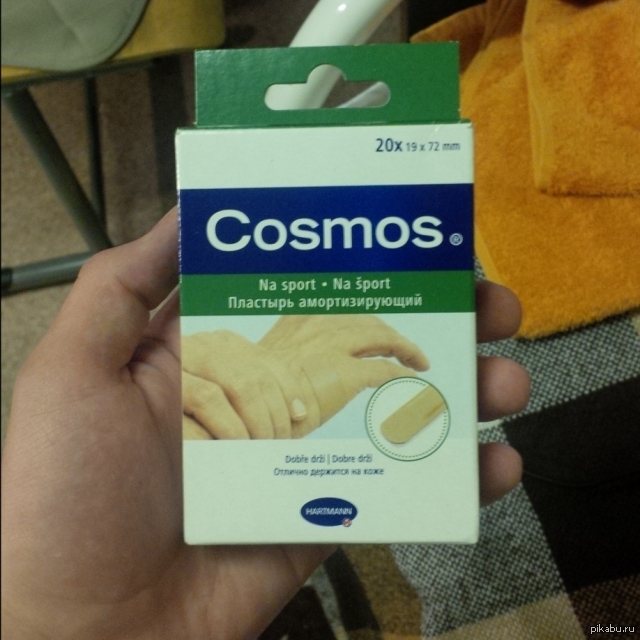 20x 19 x 72 mm
Cosmos®
Na sport • Na šport
Пластырь амортизирующий
Dobře drží | Dobre drží
Отлично держится на коже
HARTMANN
pikabu.ru